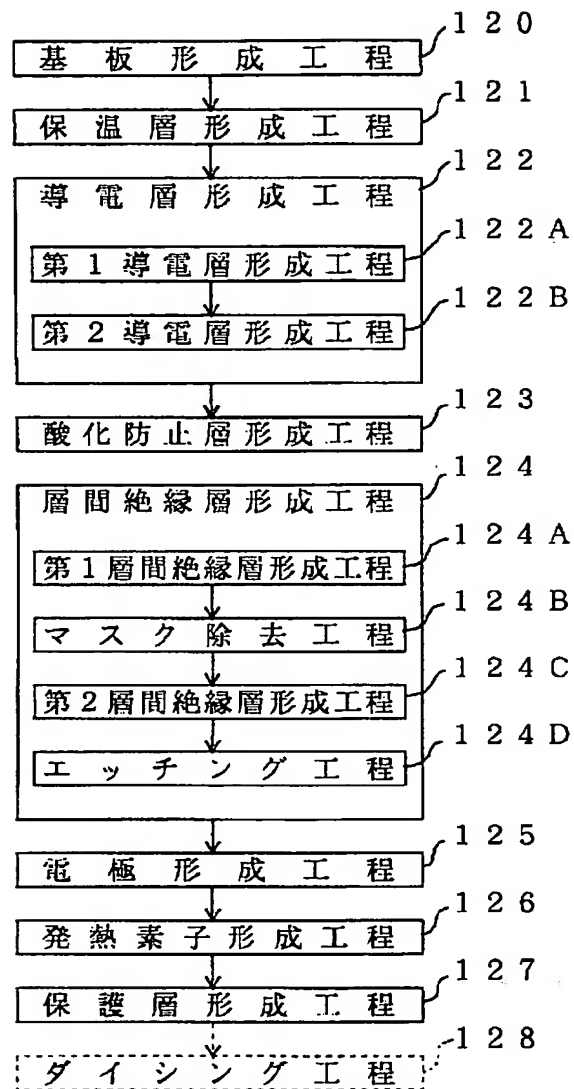 120
基板形成工程
121
保温層形成工程
122
導電層形成工程
122A
第1導電層形成工程
122B
第2導電層形成工程
123
酸化防止層形成工程
124
層間絶縁層形成工程
124A
第1層間絶縁層形成工程
124B
マスク除去工程
124C
第2層間絶縁層形成工程
124D
エッチング工程
125
電極形成工程
126
発熱素子形成工程
127
保護層形成工程
128
ダイシング工程